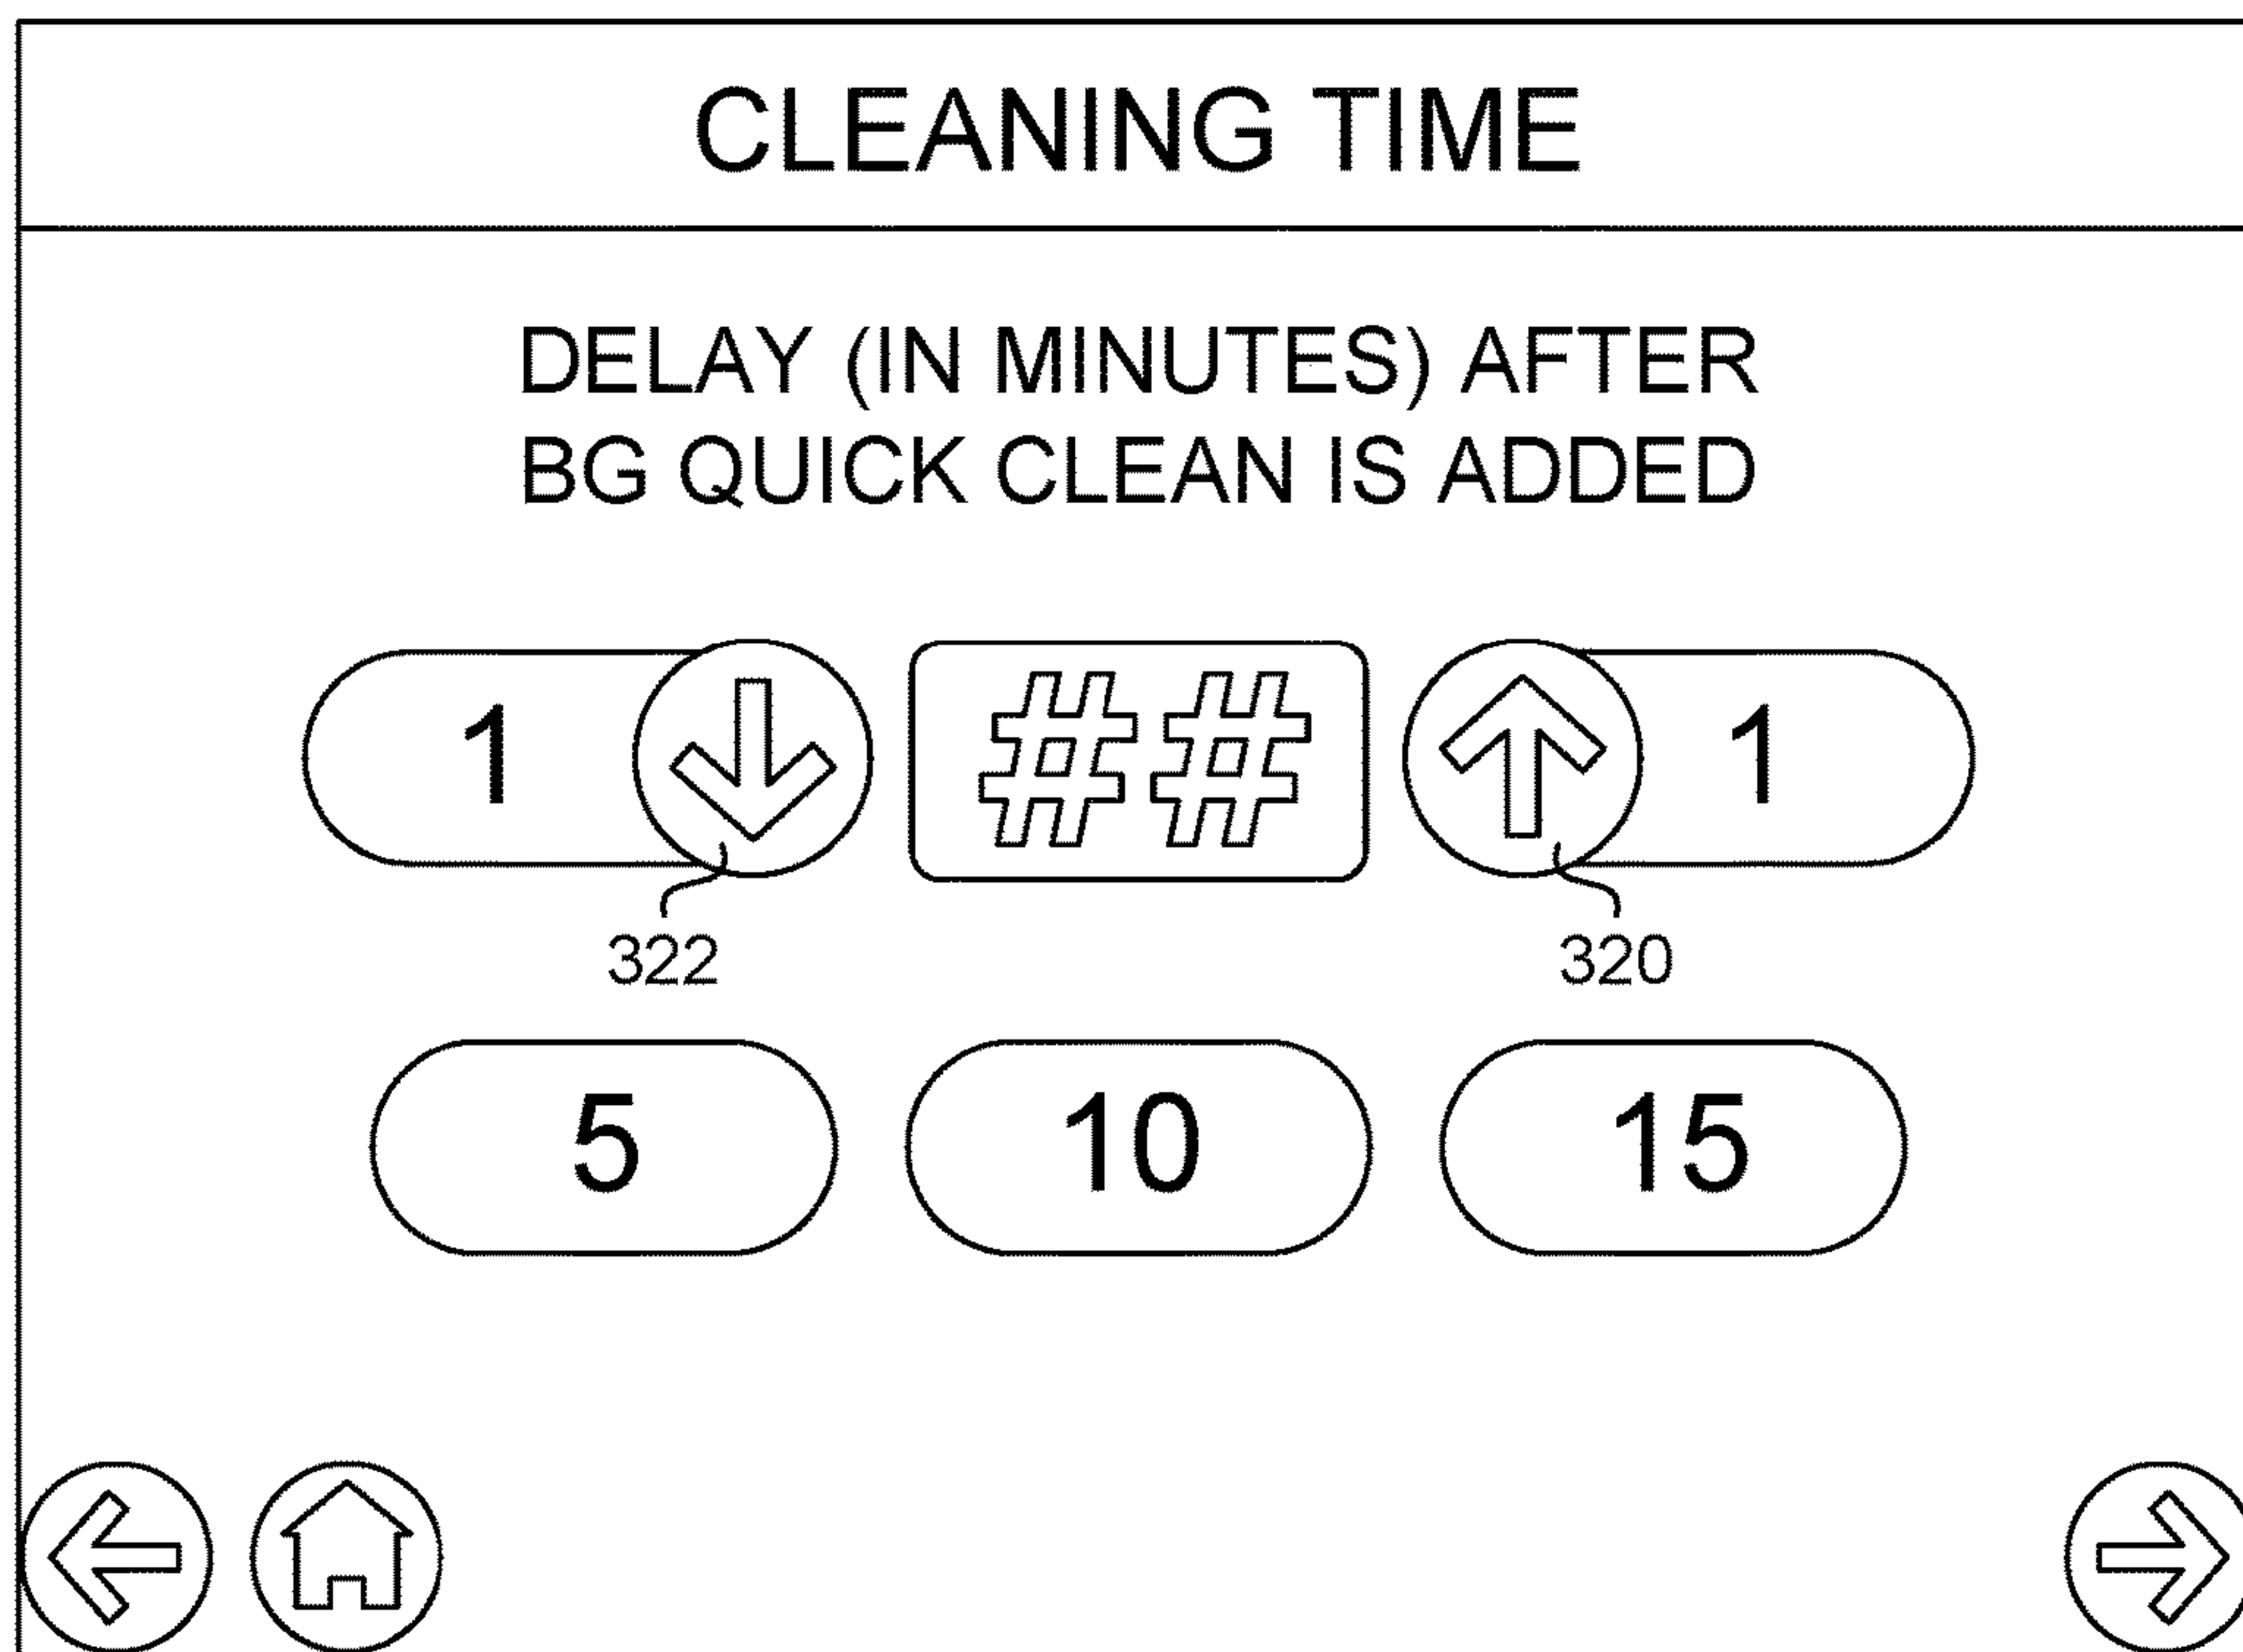 CLEANING TIME
DELAY (IN MINUTES) AFTER
BG QUICK CLEAN IS ADDED
1 ## 1
322 320
5 10 15